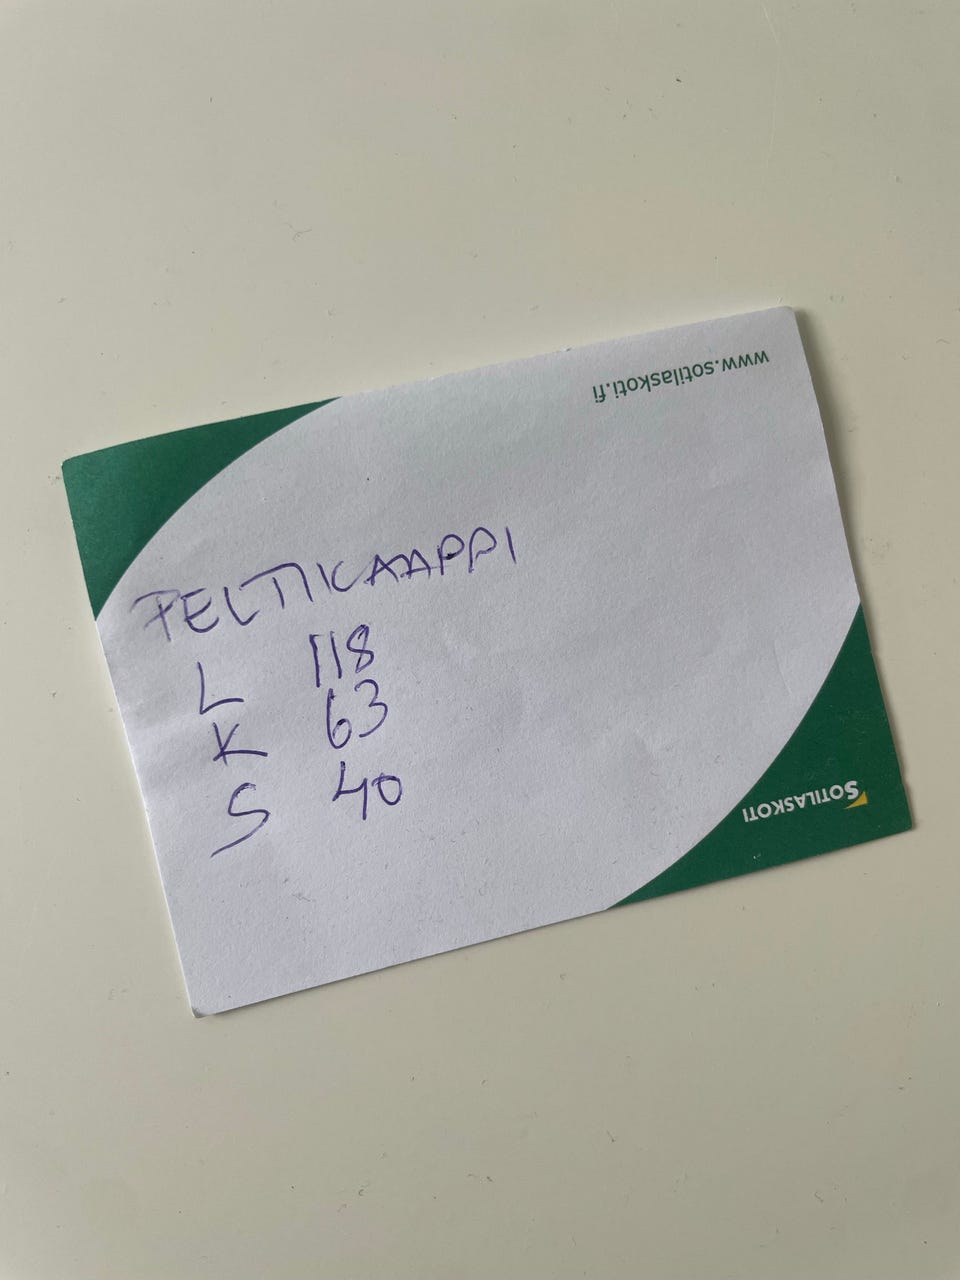 www.sotilaskoti.fi
PELTIKAAPPI
L 118
K 63
S 40
SOTILASKOTI